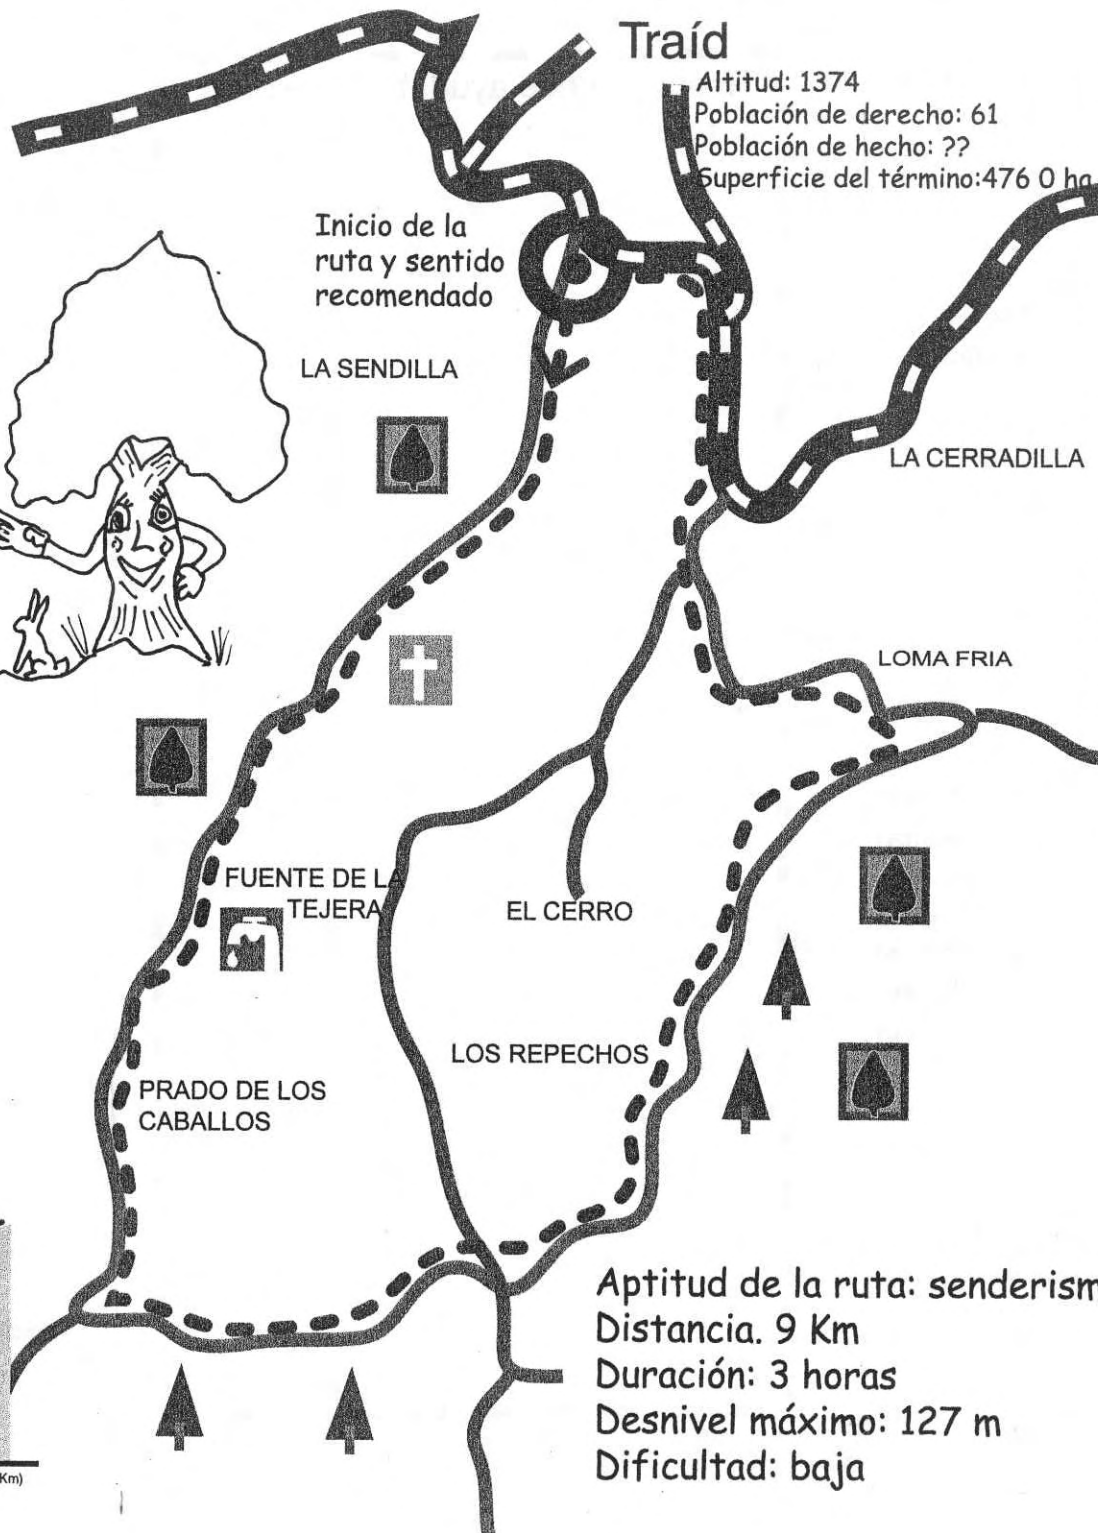 Traíd
Altitud: 1374
Población de derecho: 61
Población de hecho: ??
Superficie del término:476 0 ha
Inicio de la
ruta y sentido
recomendado
LA SENDILLA
LA CERRADILLA
LOMA FRIA
FUENTE DE LA
TEJERA
EL CERRO
LOS REPECHOS
PRADO DE LOS
CABALLOS
Aptitud de la ruta: senderism
Distancia. 9 Km
Duración: 3 horas
Desnivel máximo: 127 m
Dificultad: baja
Km)